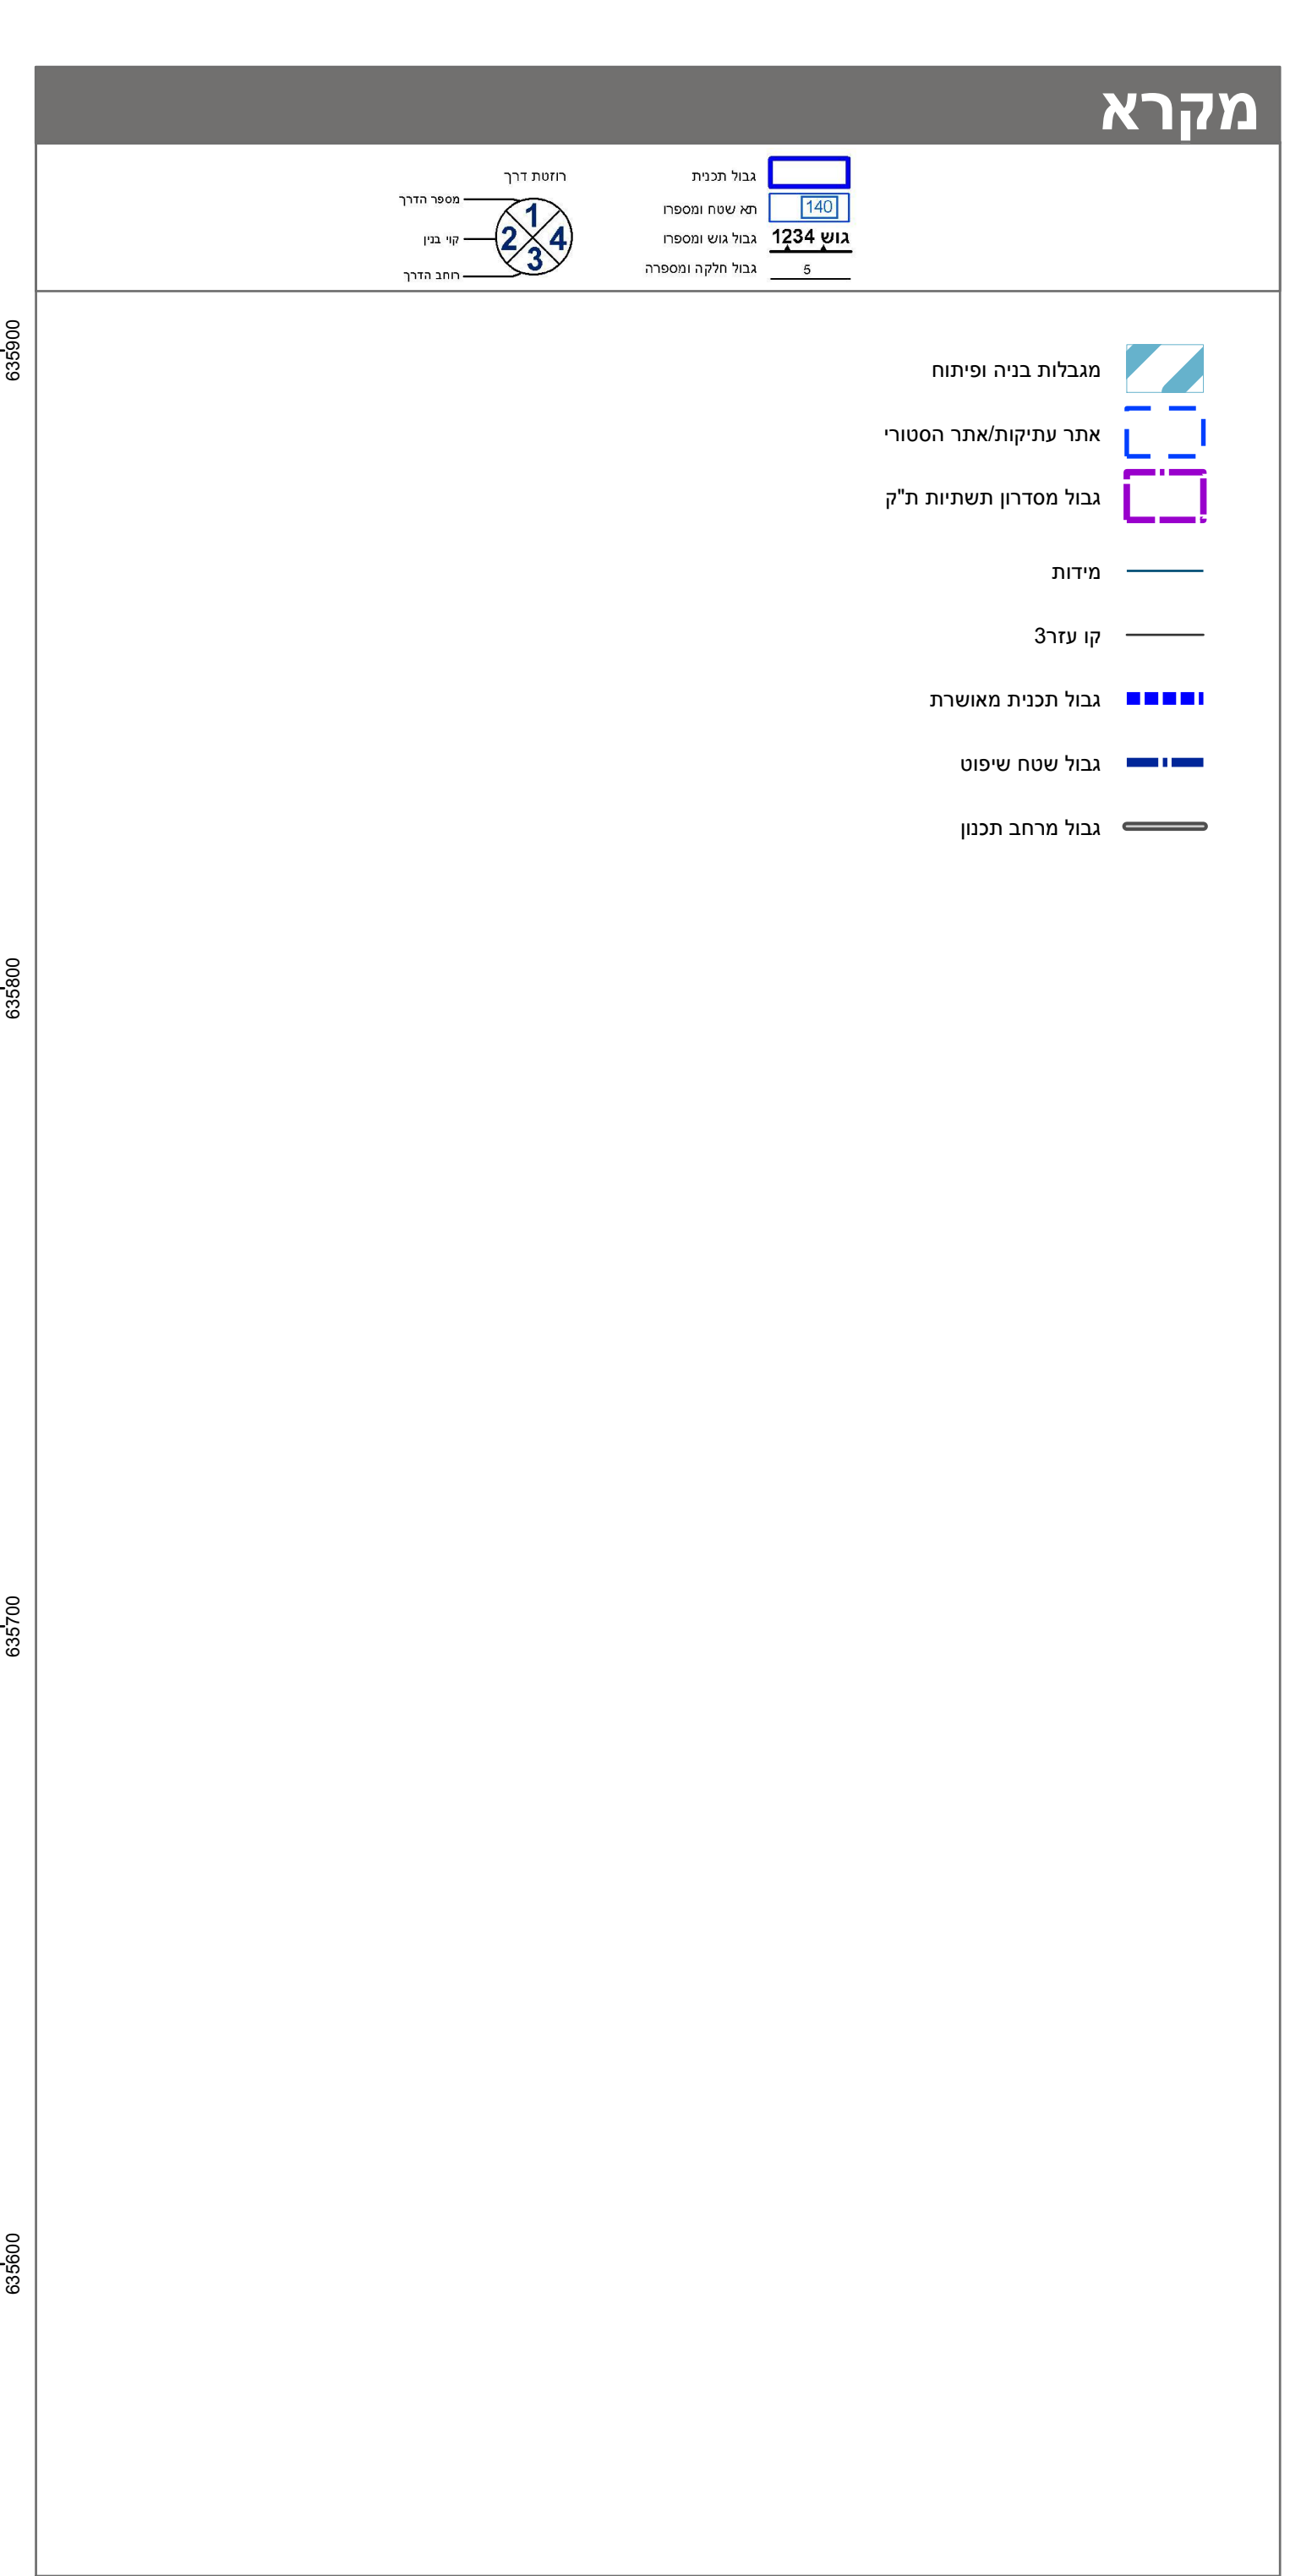 מקרא
גבול תכנית
תא שטח ומספרו 140
גבול גוש ומספרו גוש 1234
גבול חלקה ומספרה 5
רוזטת דרך
מספר הדרך
קוי בנין
רוחב הדרך
1
2 4
3
מגבלות בניה ופיתוח
אתר עתיקות/אתר הסטורי
גבול מסדרון תשתיות ת"ק
מידות
קו עזר3
גבול תכנית מאושרת
גבול שטח שיפוט
גבול מרחב תכנון
635900
635800
635700
635600